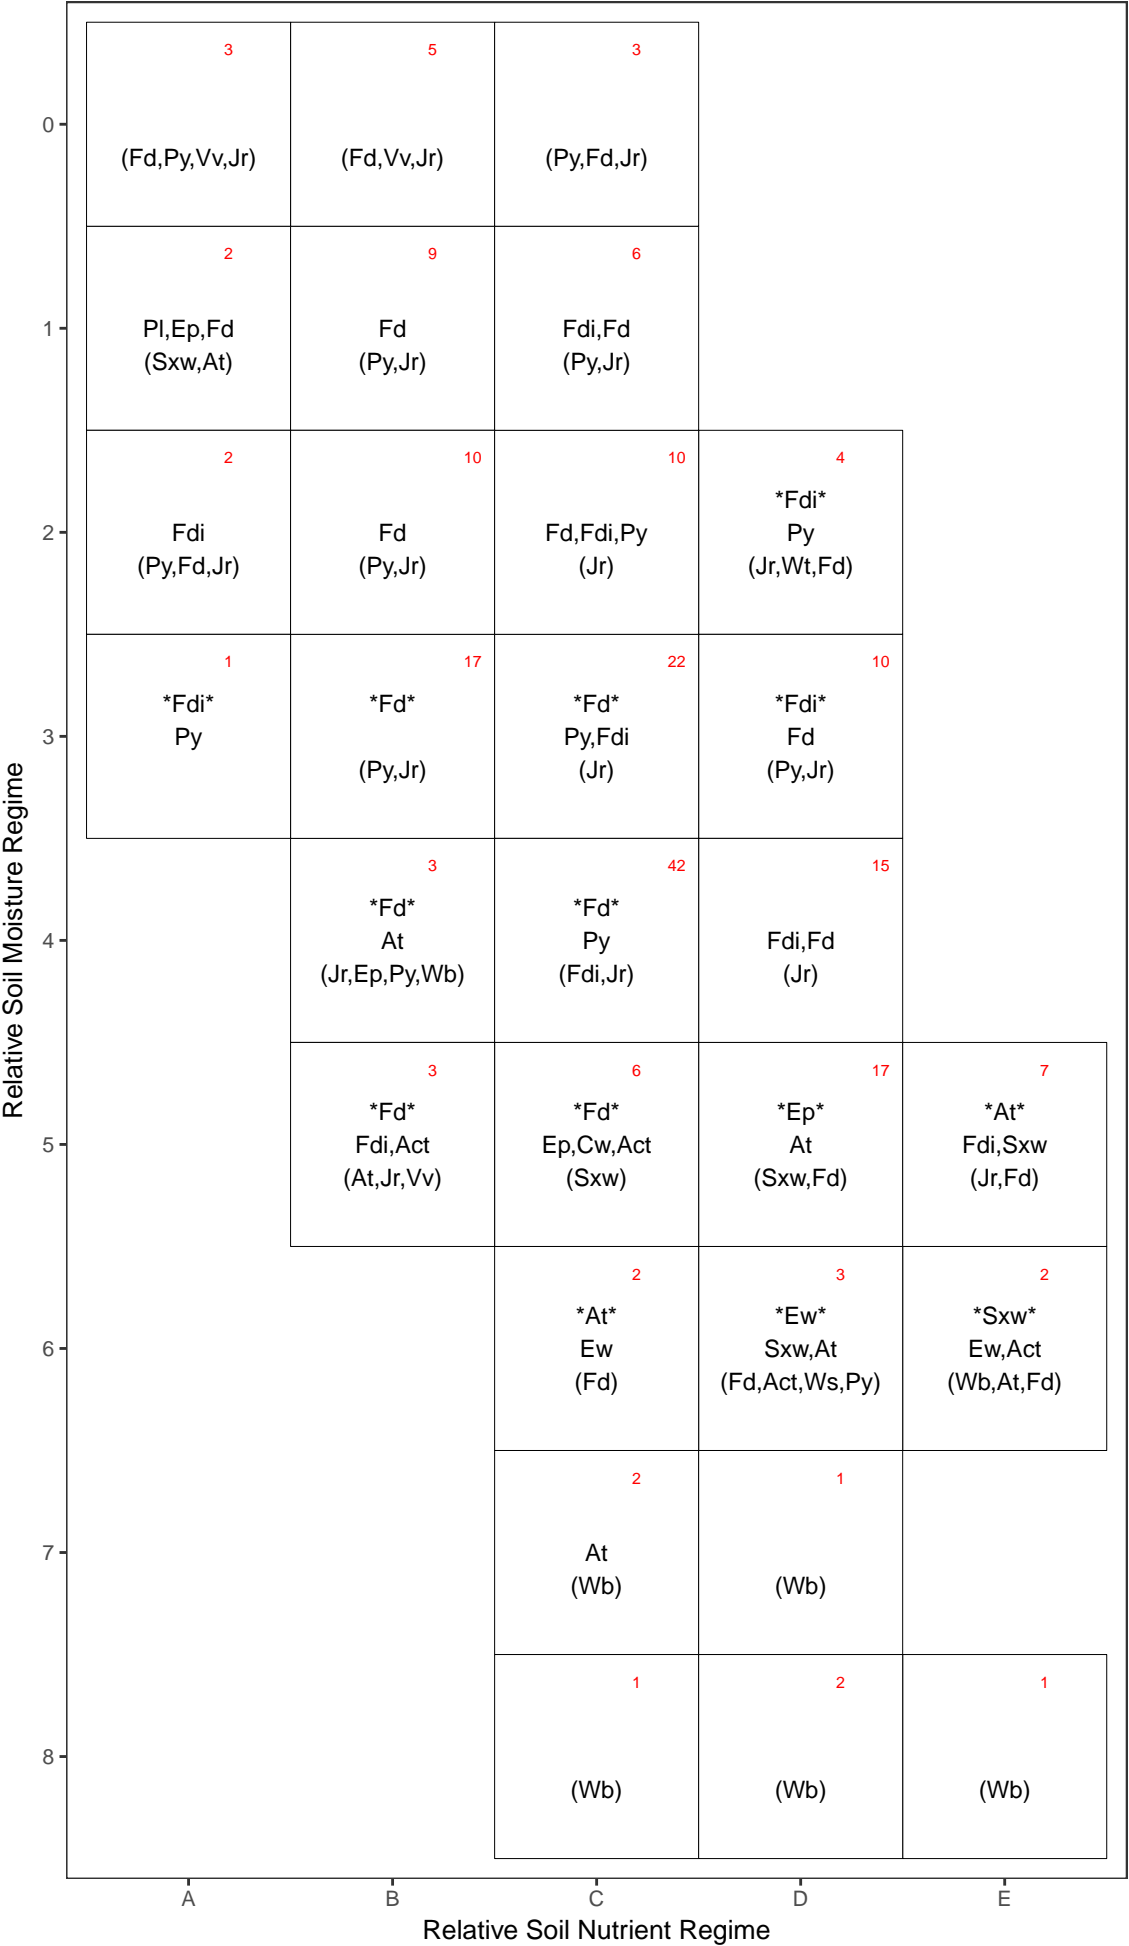 3 5 3
0
(Fd,Py,Vv,Jr) (Fd,Vv,Jr) (Py,Fd,Jr)
2 9 6
1 Pl,Ep,Fd Fd Fdi,Fd
(Sxw,At) (Py,Jr) (Py,Jr)
2 10 10 4
*Fdi*
2 Fdi Fd Fd,Fdi,Py Py
(Py,Fd,Jr) (Py,Jr) (Jr) (Jr,Wt,Fd)
1 17 22 10
*Fdi* *Fd* *Fd* *Fdi*
3 Py Py,Fdi Fd
(Py,Jr) (Jr) (Py,Jr)
3 42 15
*Fd* *Fd*
4 At Py Fdi,Fd
(Jr,Ep,Py,Wb) (Fdi,Jr) (Jr)
3 6 17 7
*Fd* *Fd* *Ep* *At*
5 Fdi,Act Ep,Cw,Act At Fdi,Sxw
(At,Jr,Vv) (Sxw) (Sxw,Fd) (Jr,Fd)
2 3 2
*At* *Ew* *Sxw*
6 Ew Sxw,At Ew,Act
(Fd) (Fd,Act,Ws,Py) (Wb,At,Fd)
2 1
7 At
(Wb) (Wb)
1 2 1
8
(Wb) (Wb) (Wb)
A B C D E
Relative Soil Nutrient Regime
Relative Soil Moisture Regime